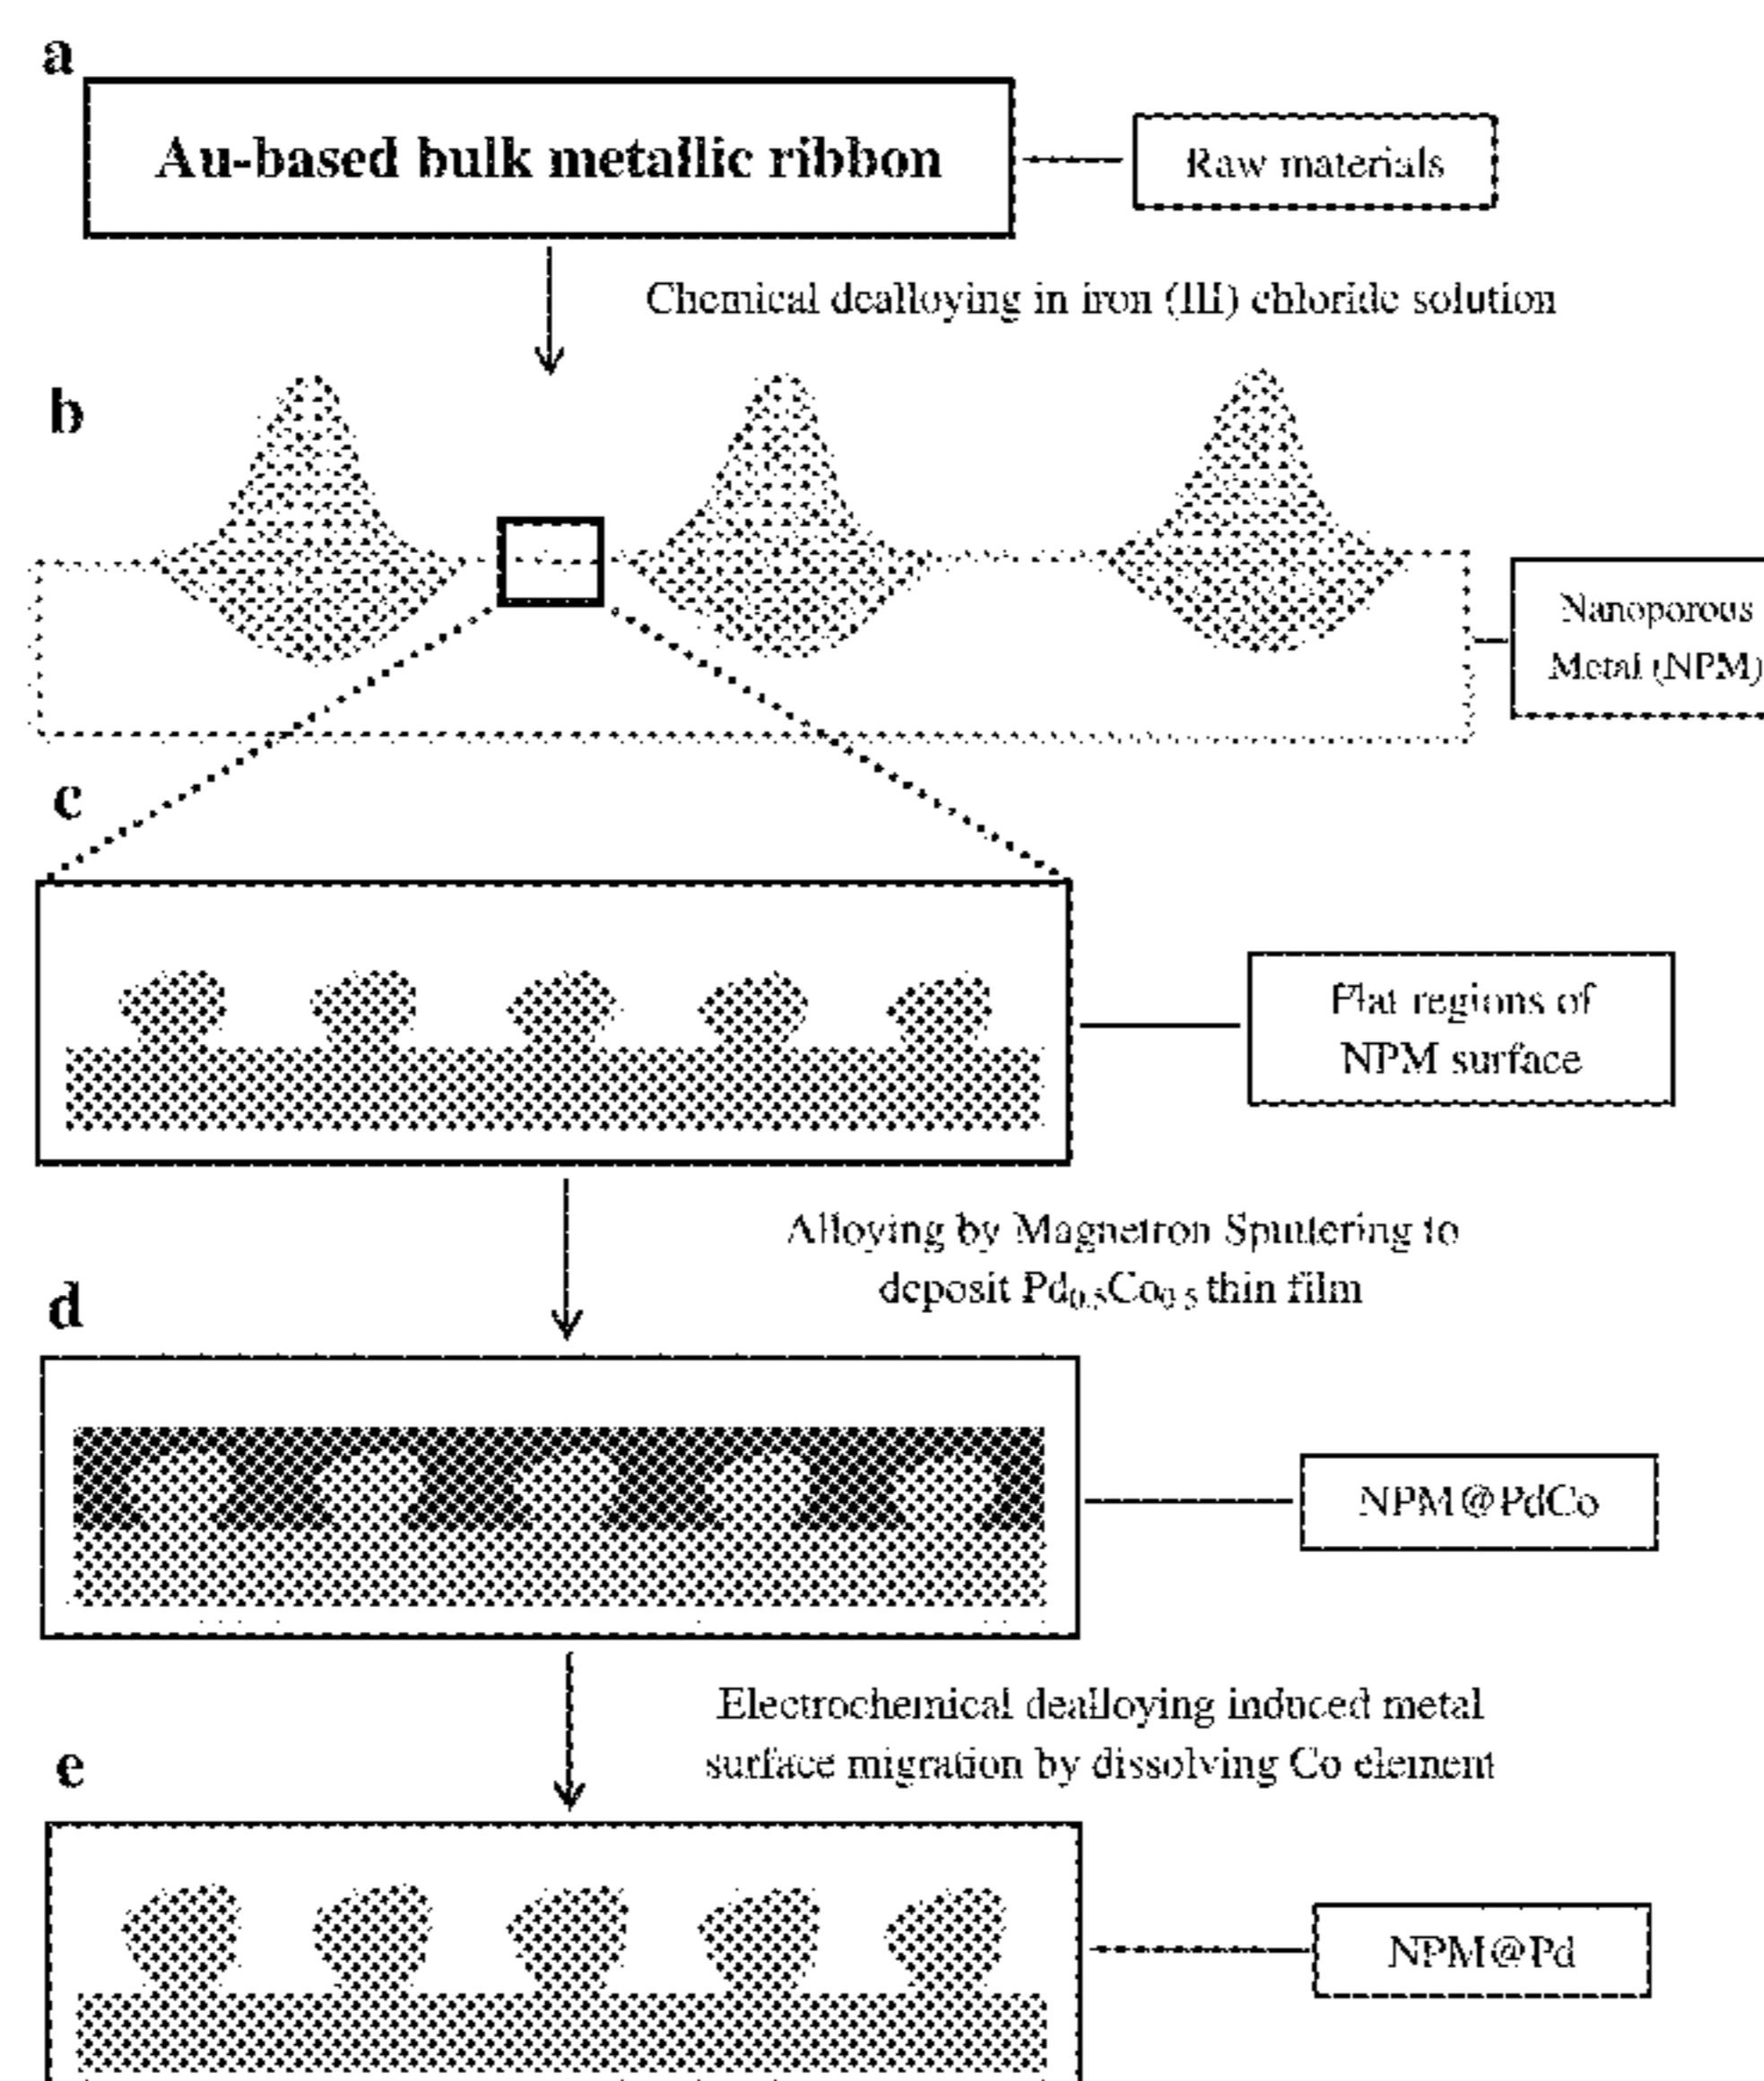 a
Au-based bulk metallic ribbon
Raw materials
Chemical dealloying in iron (III) chloride solution
b
Nanoporous
Metal (NPM)
c
Flat regions of
NPM surface
Alloying by Magnetron Sputtering to
deposit Pd₀.₅Co₀.₅ thin film
d
NPM@PdCo
Electrochemical dealloying induced metal
surface migration by dissolving Co element
e
NPM@Pd